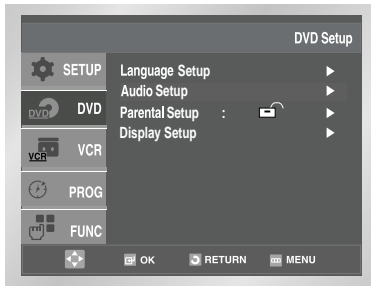 DVD Setup
SETUP
DVD
DVD
VCR
VCR
PROG
FUNC
Language Setup
Audio Setup
Parental Setup :
Display Setup
OK RETURN MENU